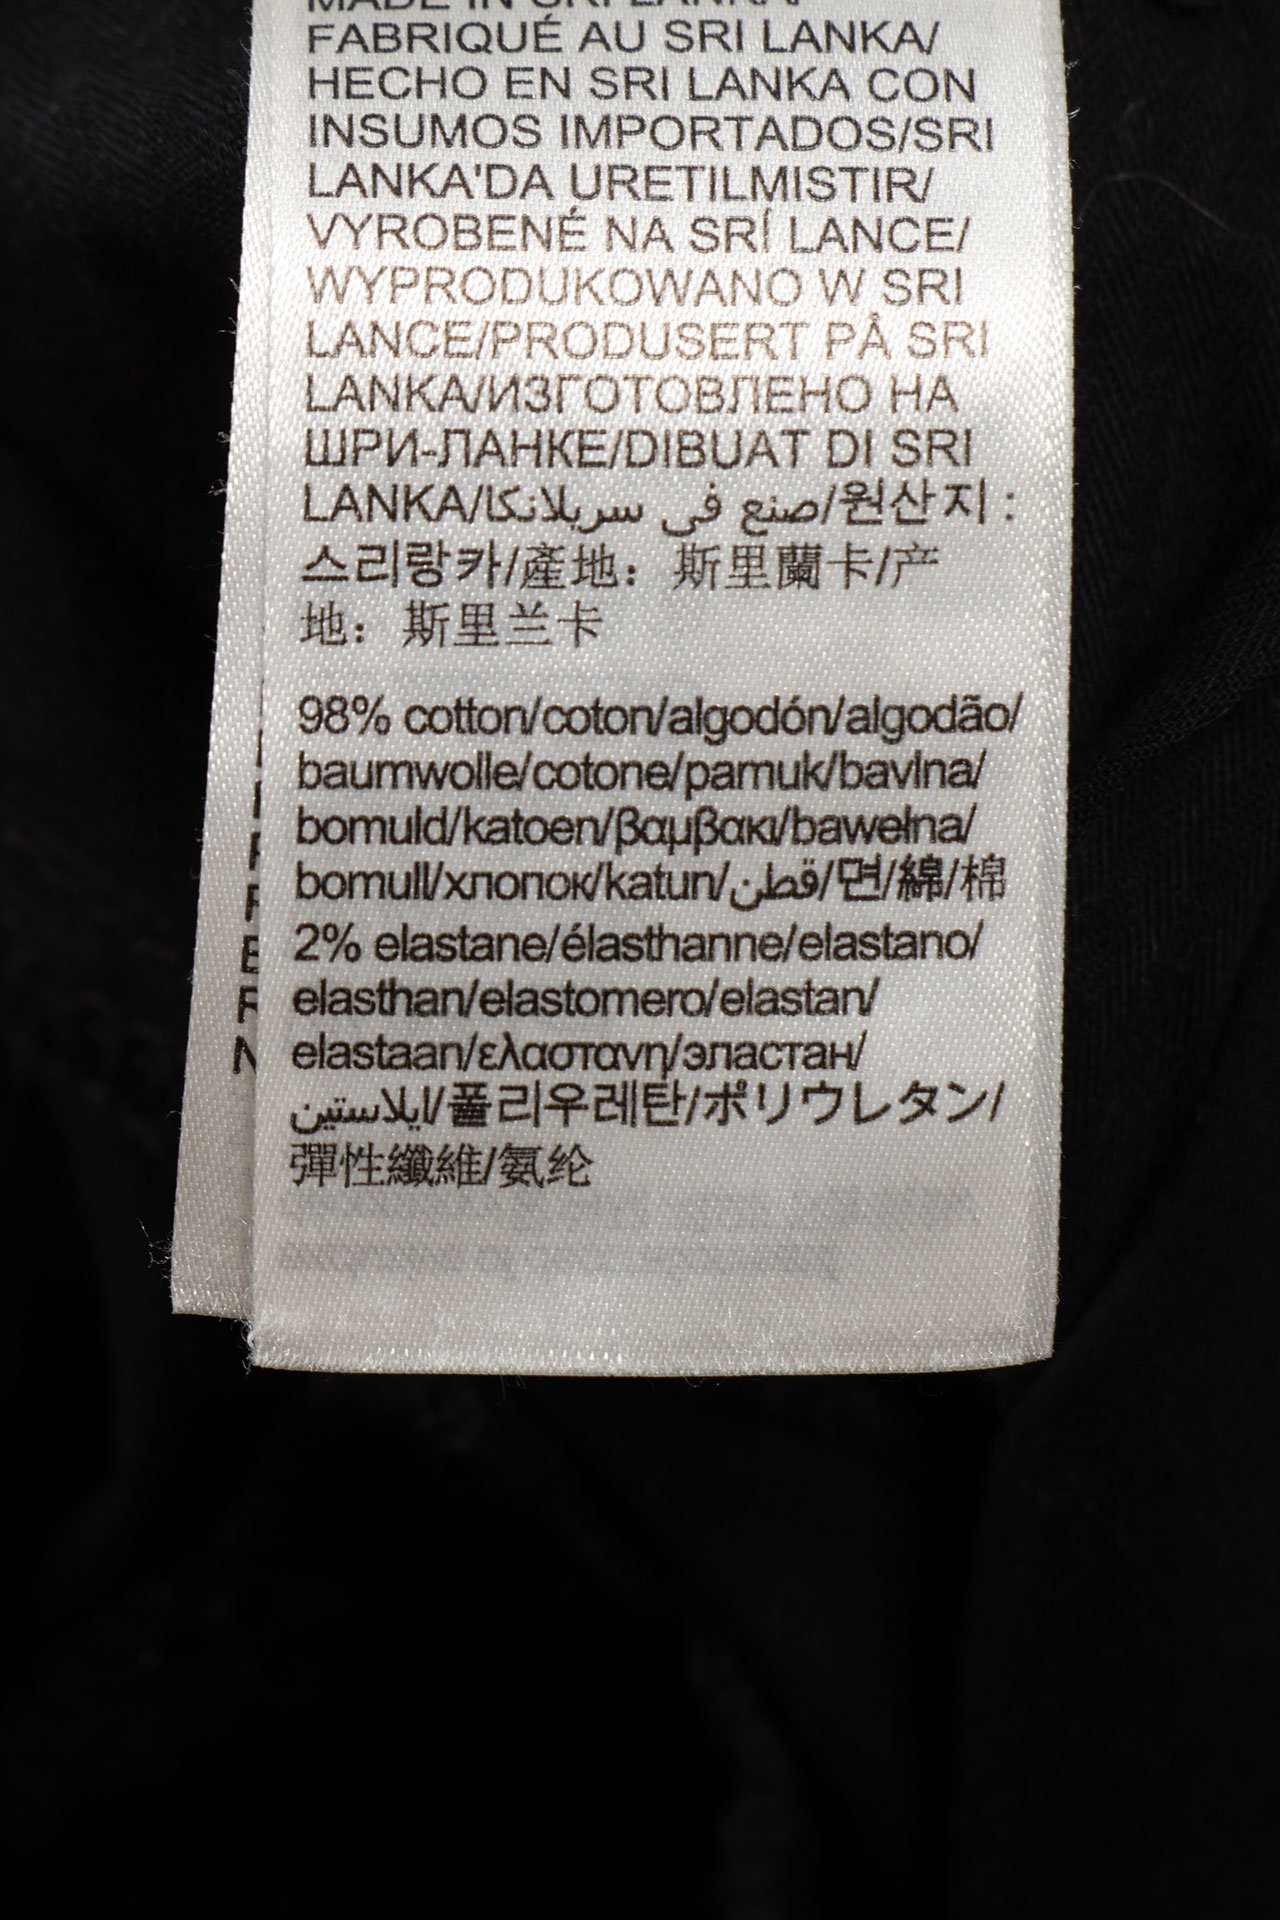 MADE IN SRI LANKA/
FABRIQUÉ AU SRI LANKA/
HECHO EN SRI LANKA CON
INSUMOS IMPORTADOS/SRI
LANKA'DA URETILMISTIR/
VYROBENÉ NA SRÍ LANCE/
WYPRODUKOWANO W SRI
LANCE/PRODUSERT PÅ SRI
LANKA/ИЗГОТОВЛЕНО НА
ШРИ-ЛАНКЕ/DIBUAT DI SRI
LANKA/صنع في سريلانكا/원산지 :
스리랑카/產地：斯里蘭卡/产
地：斯里兰卡
98% cotton/coton/algodón/algodão/
baumwolle/cotone/pamuk/bavlna/
bomuld/katoen/βαμβακι/bawełna/
bomull/хлопок/katun/قطن/면/綿/棉
2% elastane/élasthanne/elastano/
elasthan/elastomero/elastan/
elastaan/ελαστανη/эластан/
ايلاستين/폴리우레탄/ポリウレタン/
彈性纖維/氨纶